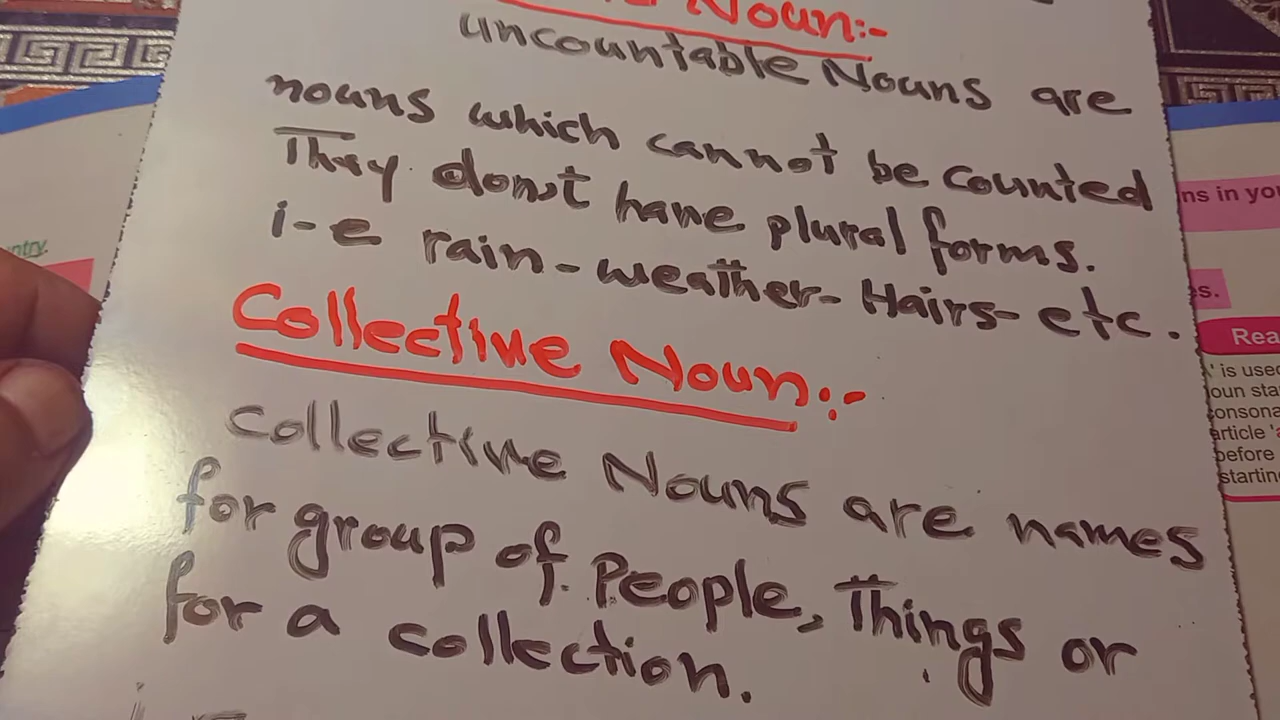 Noun:-
uncountable Nouns are
nouns which cannot be counted
They don't have plural forms.
i-e rain-weather-Hairs-etc.
Collective Noun:-
Collective Nouns are names
for group of People, Things or
for a collection.
ntry.
ns in you
es.
Rea
' is used
oun sta
consona
article 'a
before
starting